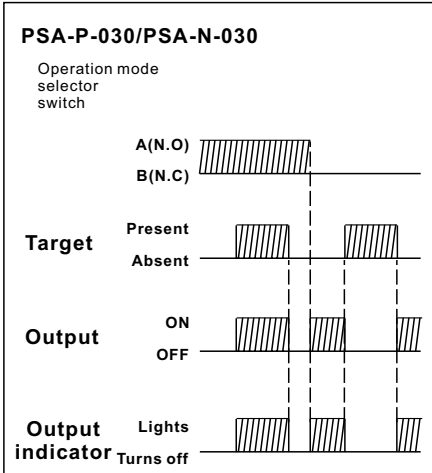 PSA-P-030/PSA-N-030
Operation mode
selector
switch
A(N.O)
B(N.C)
Target
Present
Absent
Output
ON
OFF
Output
indicator
Lights
Turns off